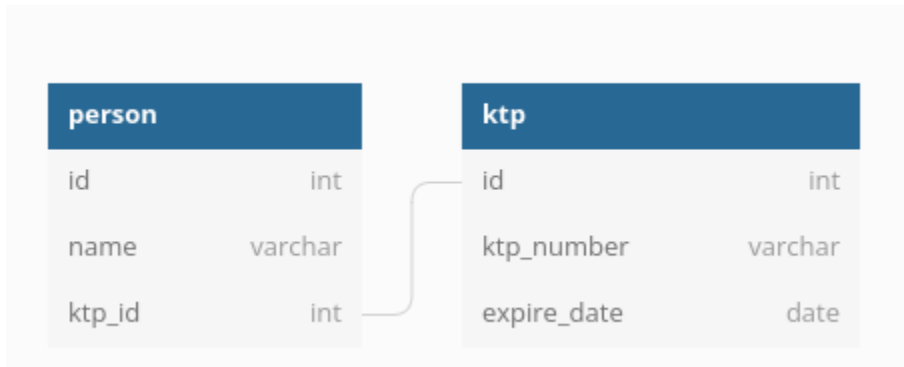 person
id int
name varchar
ktp_id int
ktp
id int
ktp_number varchar
expire_date date